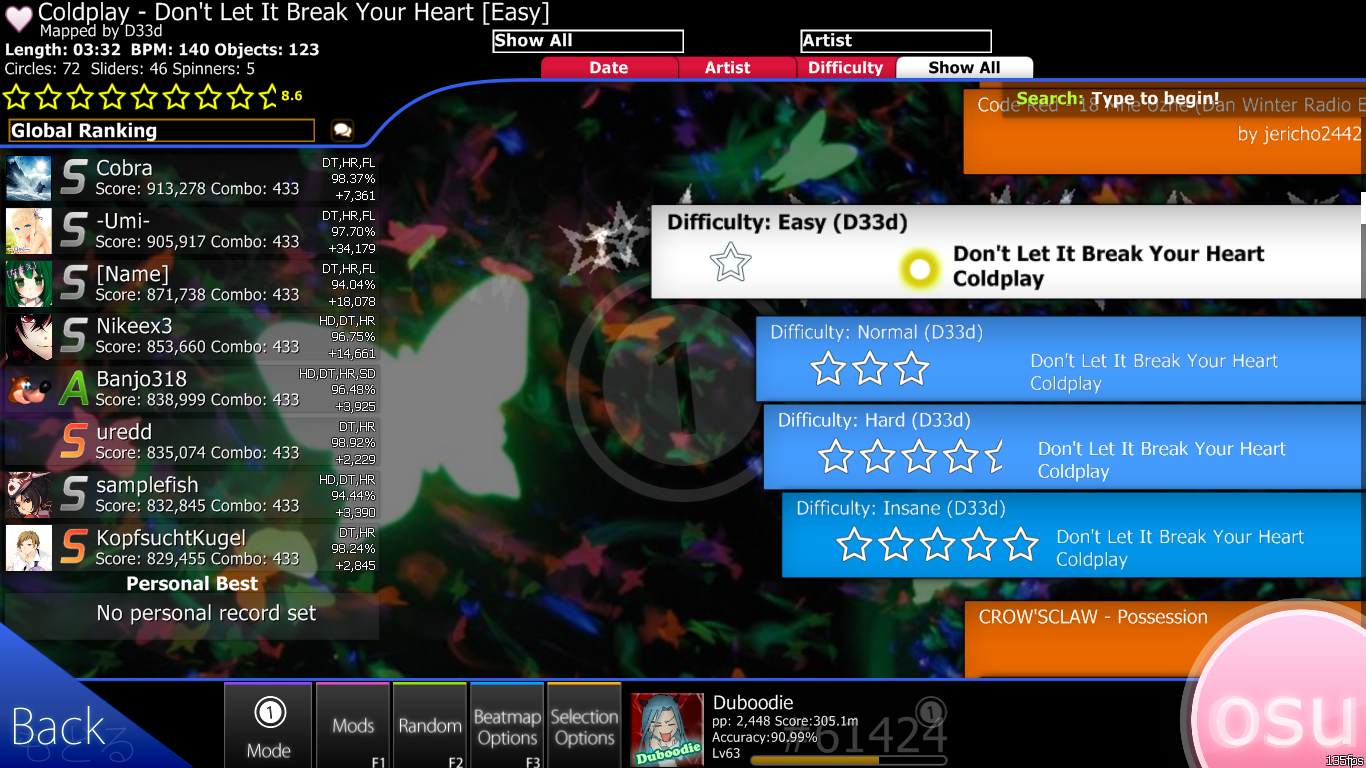 Coldplay - Don't Let It Break Your Heart [Easy]
Mapped by D33d
Length: 03:32 BPM: 140 Objects: 123
Circles: 72 Sliders: 46 Spinners: 5
8.6
Show All
Artist
Date
Artist
Difficulty
Show All
Global Ranking
Search: Type to begin!
by jericho2442
Cobra
Score: 913,278 Combo: 433
DT,HR,FL
98.37%
+7,361
-Umi-
Score: 905,917 Combo: 433
DT,HR,FL
97.70%
+34,179
[Name]
Score: 871,738 Combo: 433
DT,HR,FL
94.04%
+18,078
Nikeex3
Score: 853,660 Combo: 433
HD,DT,HR
96.75%
+14,661
Banjo318
Score: 838,999 Combo: 433
HD,DT,HR,SD
96.48%
+3,925
uredd
Score: 835,074 Combo: 433
DT,HR
98.92%
+2,229
samplefish
Score: 832,845 Combo: 433
HD,DT,HR
94.44%
+3,390
KopfsuchtKugel
Score: 829,455 Combo: 433
DT,HR
98.24%
+2,845
Personal Best
No personal record set
Difficulty: Easy (D33d)
Don't Let It Break Your Heart
Coldplay
Difficulty: Normal (D33d)
Don't Let It Break Your Heart
Coldplay
Difficulty: Hard (D33d)
Don't Let It Break Your Heart
Coldplay
Difficulty: Insane (D33d)
Don't Let It Break Your Heart
Coldplay
CROW'SCLAW - Possession
1
Back
1
Mode
Mods
F1
Random
F2
Beatmap
Options
F3
Selection
Options
Duboodie
Duboodie
pp: 2,448 Score:305.1m
Accuracy:90.99%
Lv63
#61424
1
osu
135fps